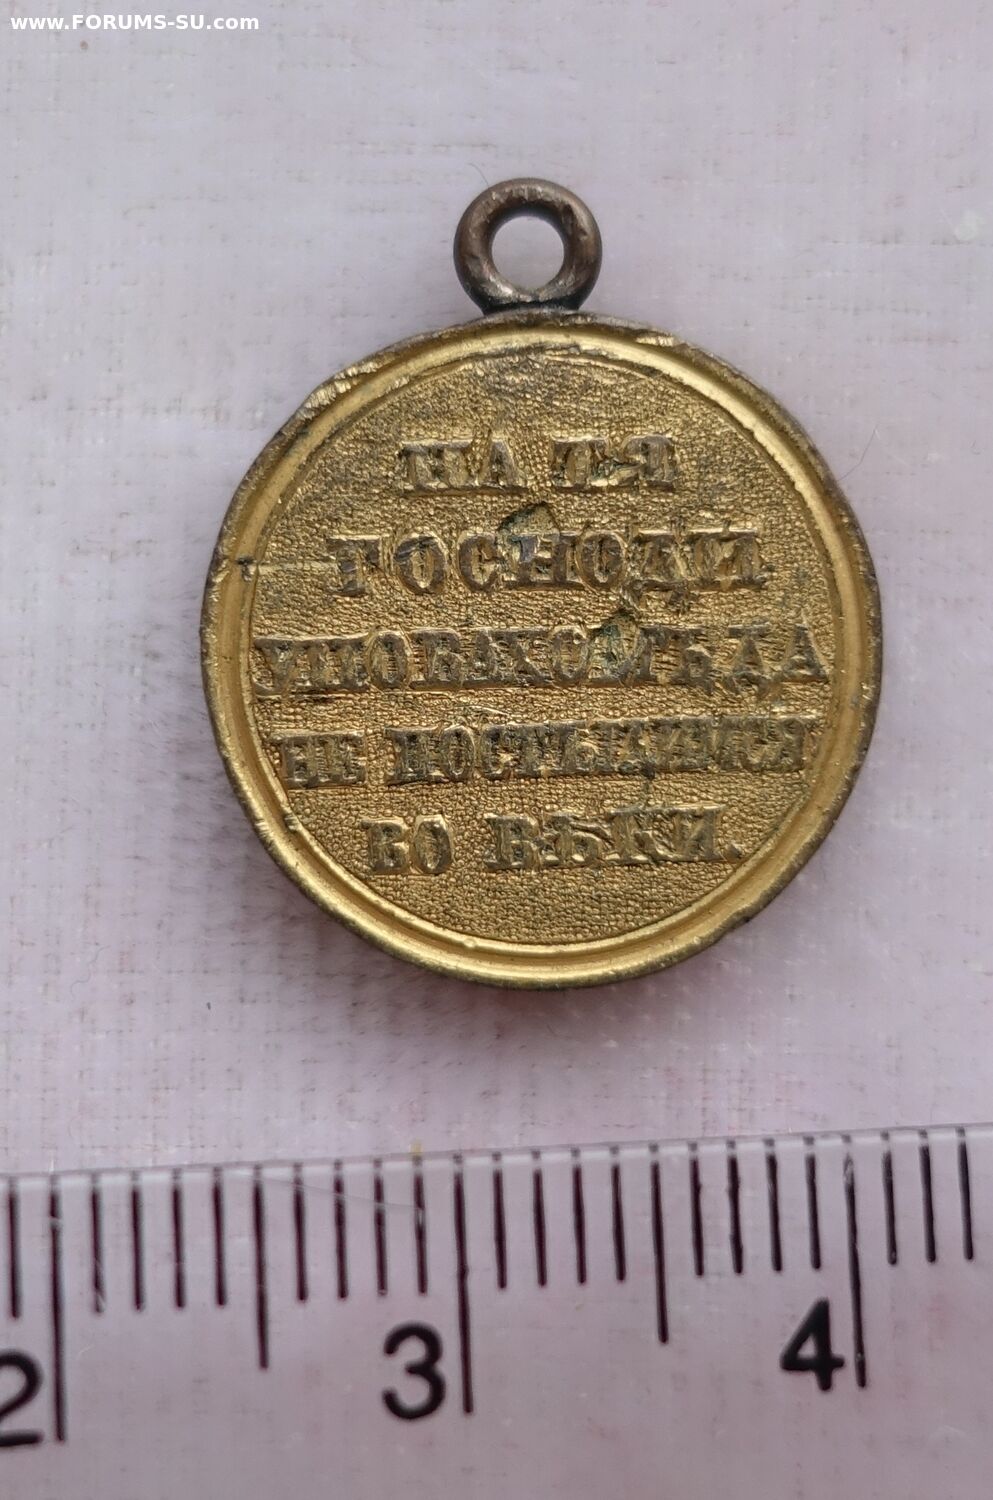 www.FORUMS-SU.com
НА ТЯ
ГОСПОДИ
УПОВАХОМЪ ДА
НЕ ПОСТЫДИМСЯ
ВО ВѢКИ.
2 3 4